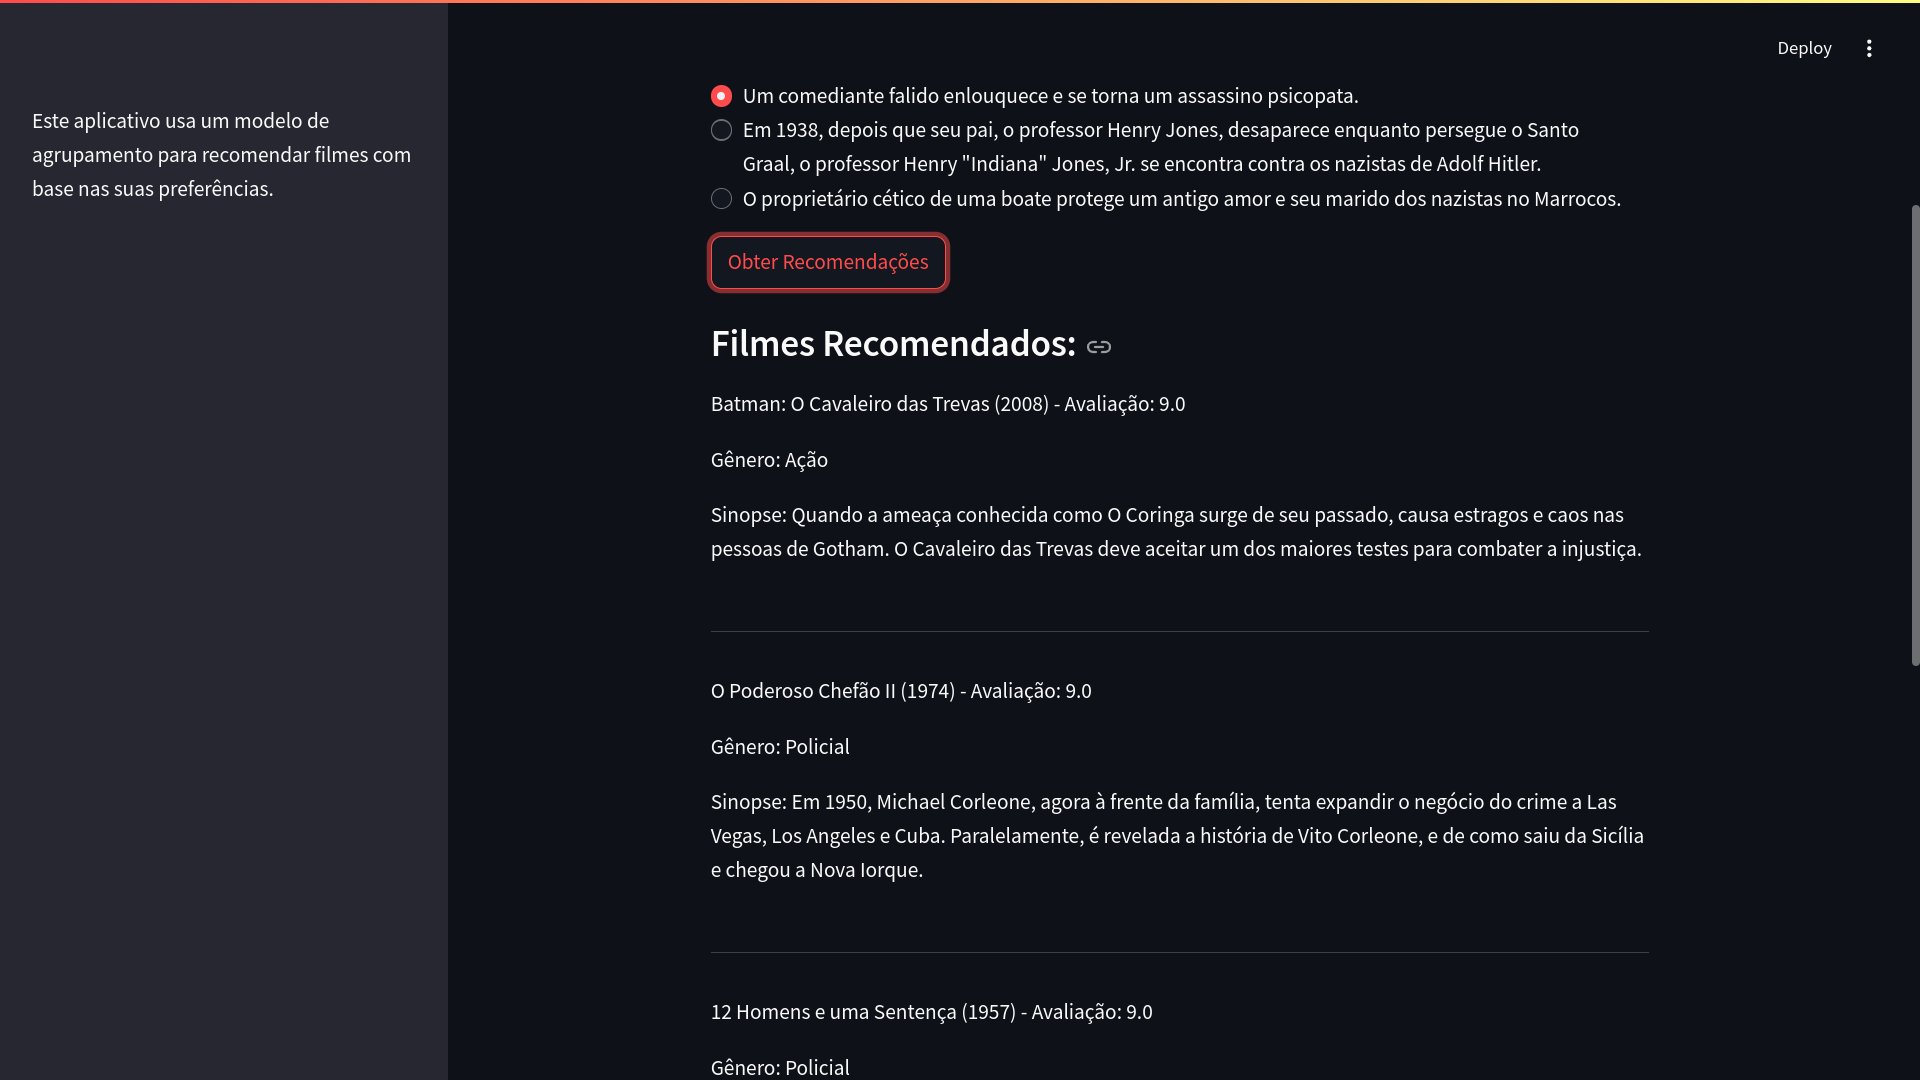 Deploy
Este aplicativo usa um modelo de
agrupamento para recomendar filmes com
base nas suas preferências.
Um comediante falido enlouquece e se torna um assassino psicopata.
Em 1938, depois que seu pai, o professor Henry Jones, desaparece enquanto persegue o Santo
Graal, o professor Henry "Indiana" Jones, Jr. se encontra contra os nazistas de Adolf Hitler.
O proprietário cético de uma boate protege um antigo amor e seu marido dos nazistas no Marrocos.
Obter Recomendações
Filmes Recomendados:
Batman: O Cavaleiro das Trevas (2008) - Avaliação: 9.0
Gênero: Ação
Sinopse: Quando a ameaça conhecida como O Coringa surge de seu passado, causa estragos e caos nas
pessoas de Gotham. O Cavaleiro das Trevas deve aceitar um dos maiores testes para combater a injustiça.
O Poderoso Chefão II (1974) - Avaliação: 9.0
Gênero: Policial
Sinopse: Em 1950, Michael Corleone, agora à frente da família, tenta expandir o negócio do crime a Las
Vegas, Los Angeles e Cuba. Paralelamente, é revelada a história de Vito Corleone, e de como saiu da Sicília
e chegou a Nova Iorque.
12 Homens e uma Sentença (1957) - Avaliação: 9.0
Gênero: Policial